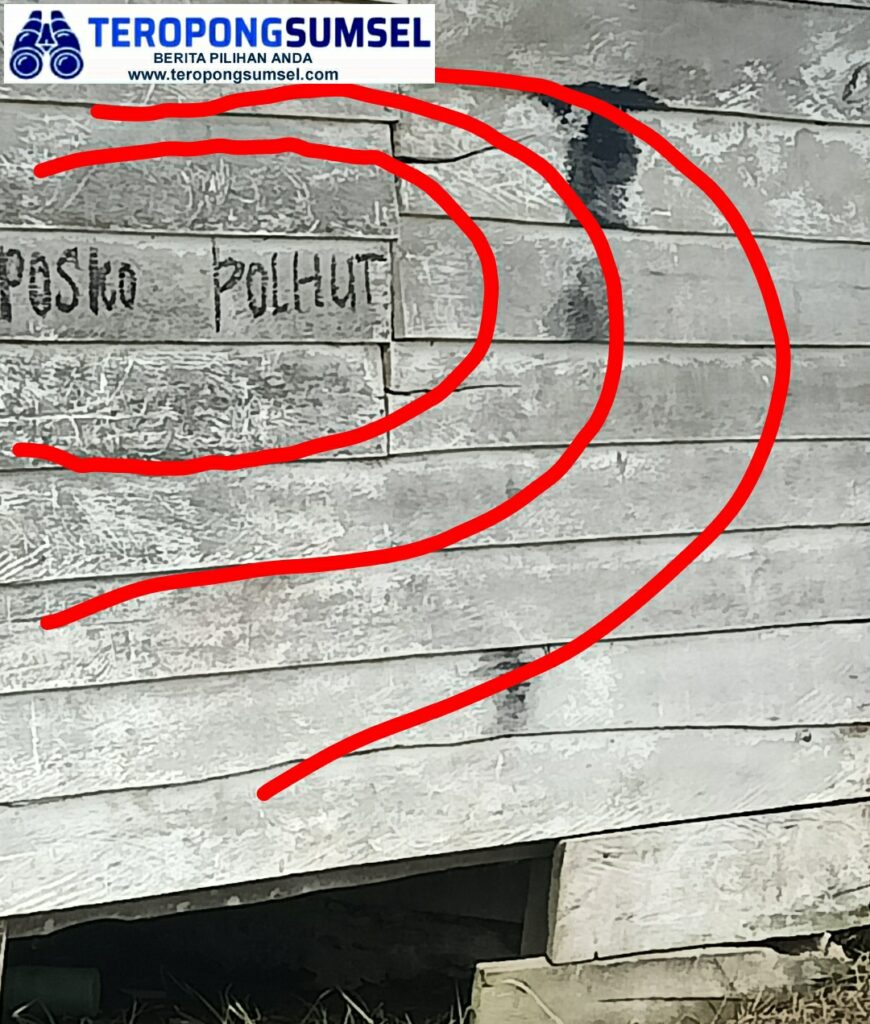 TEROPONGSUMSEL
BERITA PILIHAN ANDA
www.teropongsumsel.com
POSko POLHUT